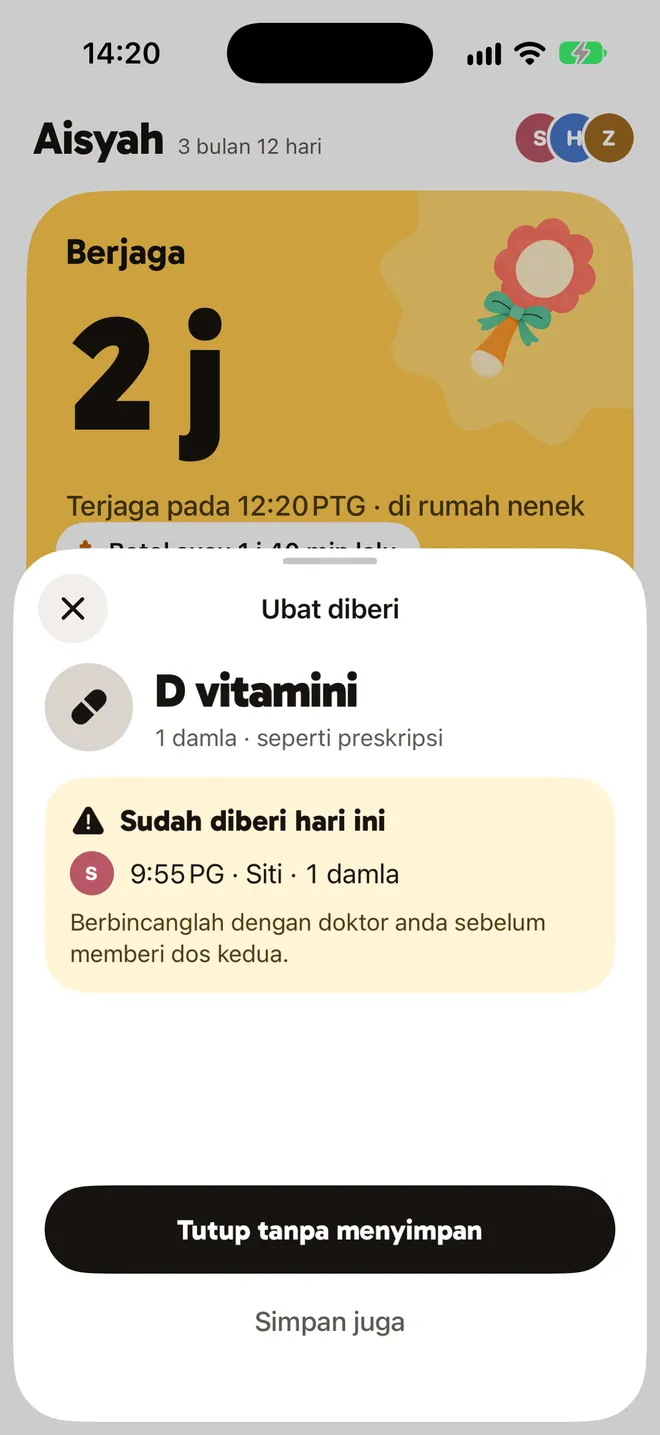 14:20
Aisyah 3 bulan 12 hari
S H Z
Berjaga
2 j
Terjaga pada 12:20 PTG · di rumah nenek
Ubat diberi
D vitamini
1 damla · seperti preskripsi
Sudah diberi hari ini
S 9:55 PG · Siti · 1 damla
Berbincanglah dengan doktor anda sebelum
memberi dos kedua.
Tutup tanpa menyimpan
Simpan juga